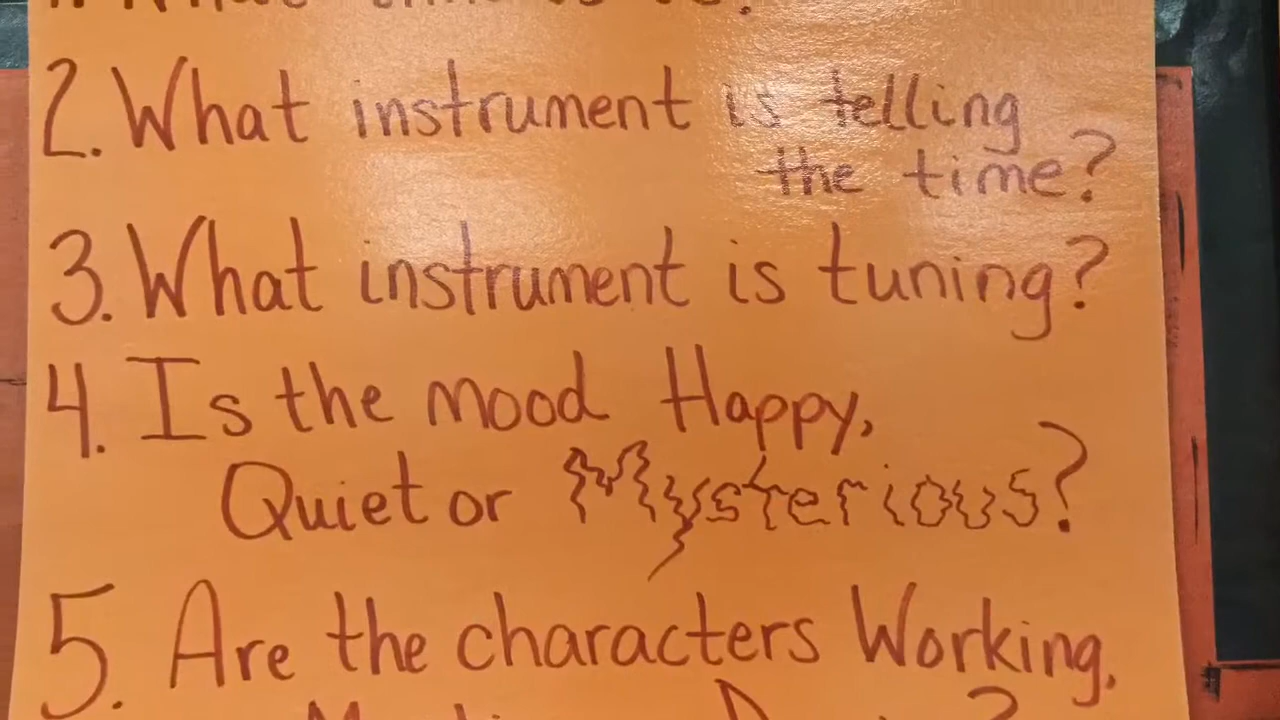 2. What instrument is telling
the time?
3. What instrument is tuning?
4. Is the mood Happy,
Quiet or Mysterious?
5. Are the characters Working,